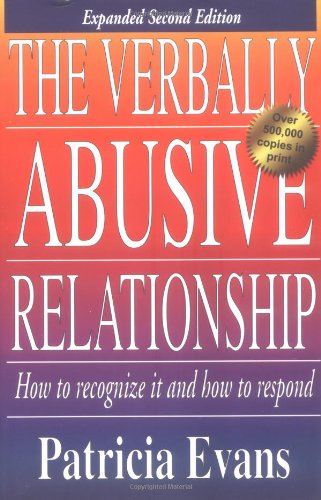 Expanded Second Edition
THE VERBALLY
ABUSIVE
Over
500,000
copies in
print
RELATIONSHIP
How to recognize it and how to respond
Patricia Evans